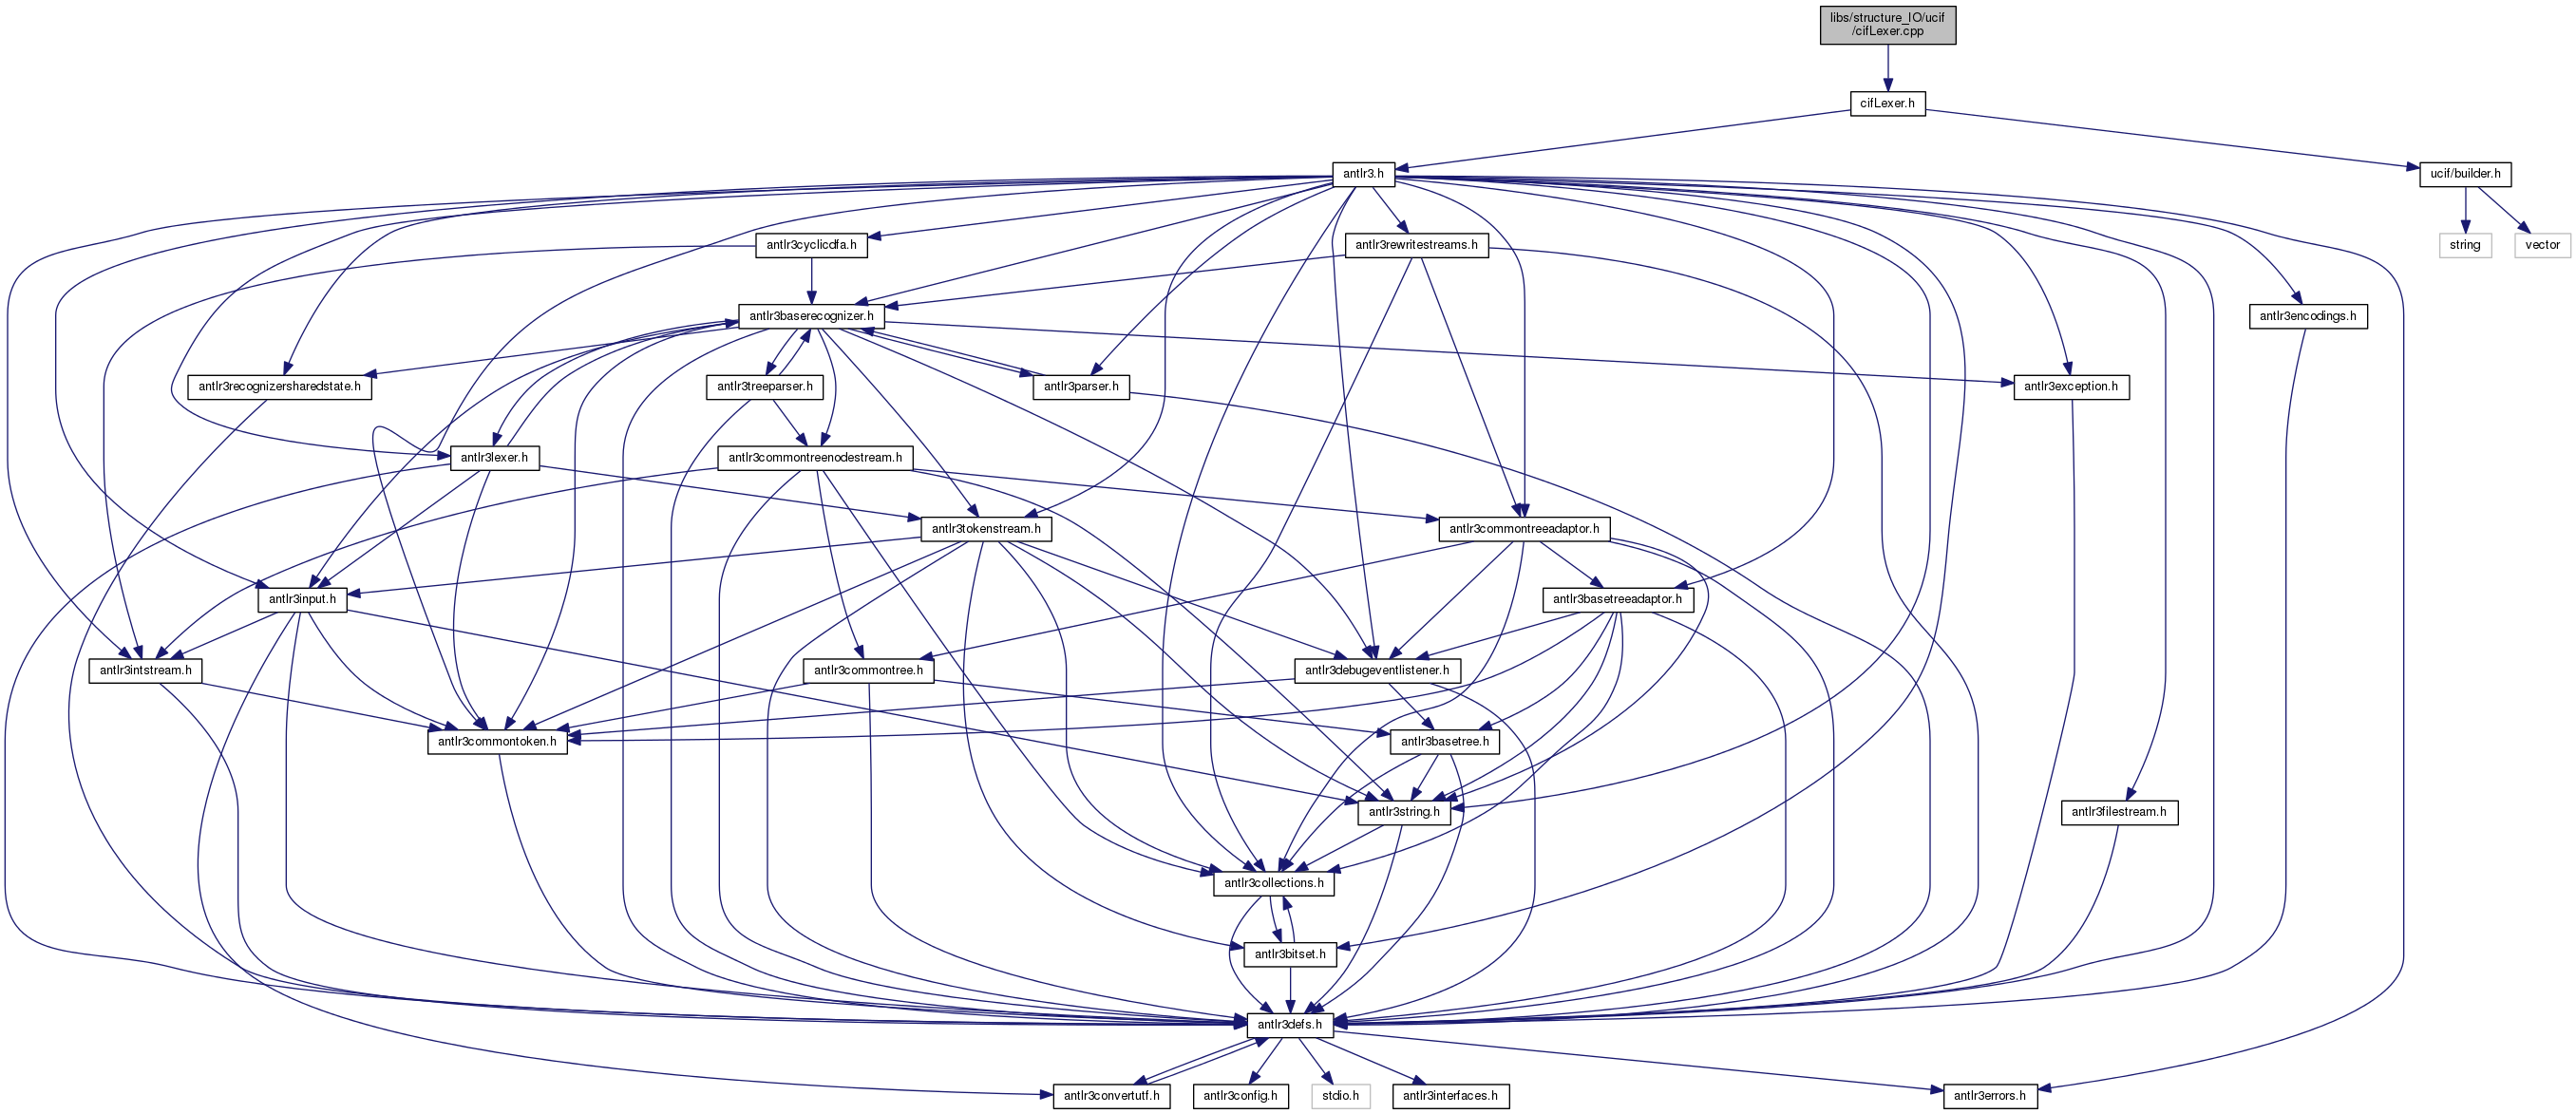 libs/structure_IO/ucif
/cifLexer.cpp
cifLexer.h
antlr3.h
ucif/builder.h
antlr3cyclicdfa.h
antlr3rewritestreams.h
string
vector
antlr3baserecognizer.h
antlr3encodings.h
antlr3recognizersharedstate.h
antlr3treeparser.h
antlr3parser.h
antlr3exception.h
antlr3lexer.h
antlr3commontreenodestream.h
antlr3tokenstream.h
antlr3commontreeadaptor.h
antlr3input.h
antlr3basetreeadaptor.h
antlr3intstream.h
antlr3commontree.h
antlr3debugeventlistener.h
antlr3commontoken.h
antlr3basetree.h
antlr3string.h
antlr3filestream.h
antlr3collections.h
antlr3bitset.h
antlr3defs.h
antlr3convertutf.h
antlr3config.h
stdio.h
antlr3interfaces.h
antlr3errors.h